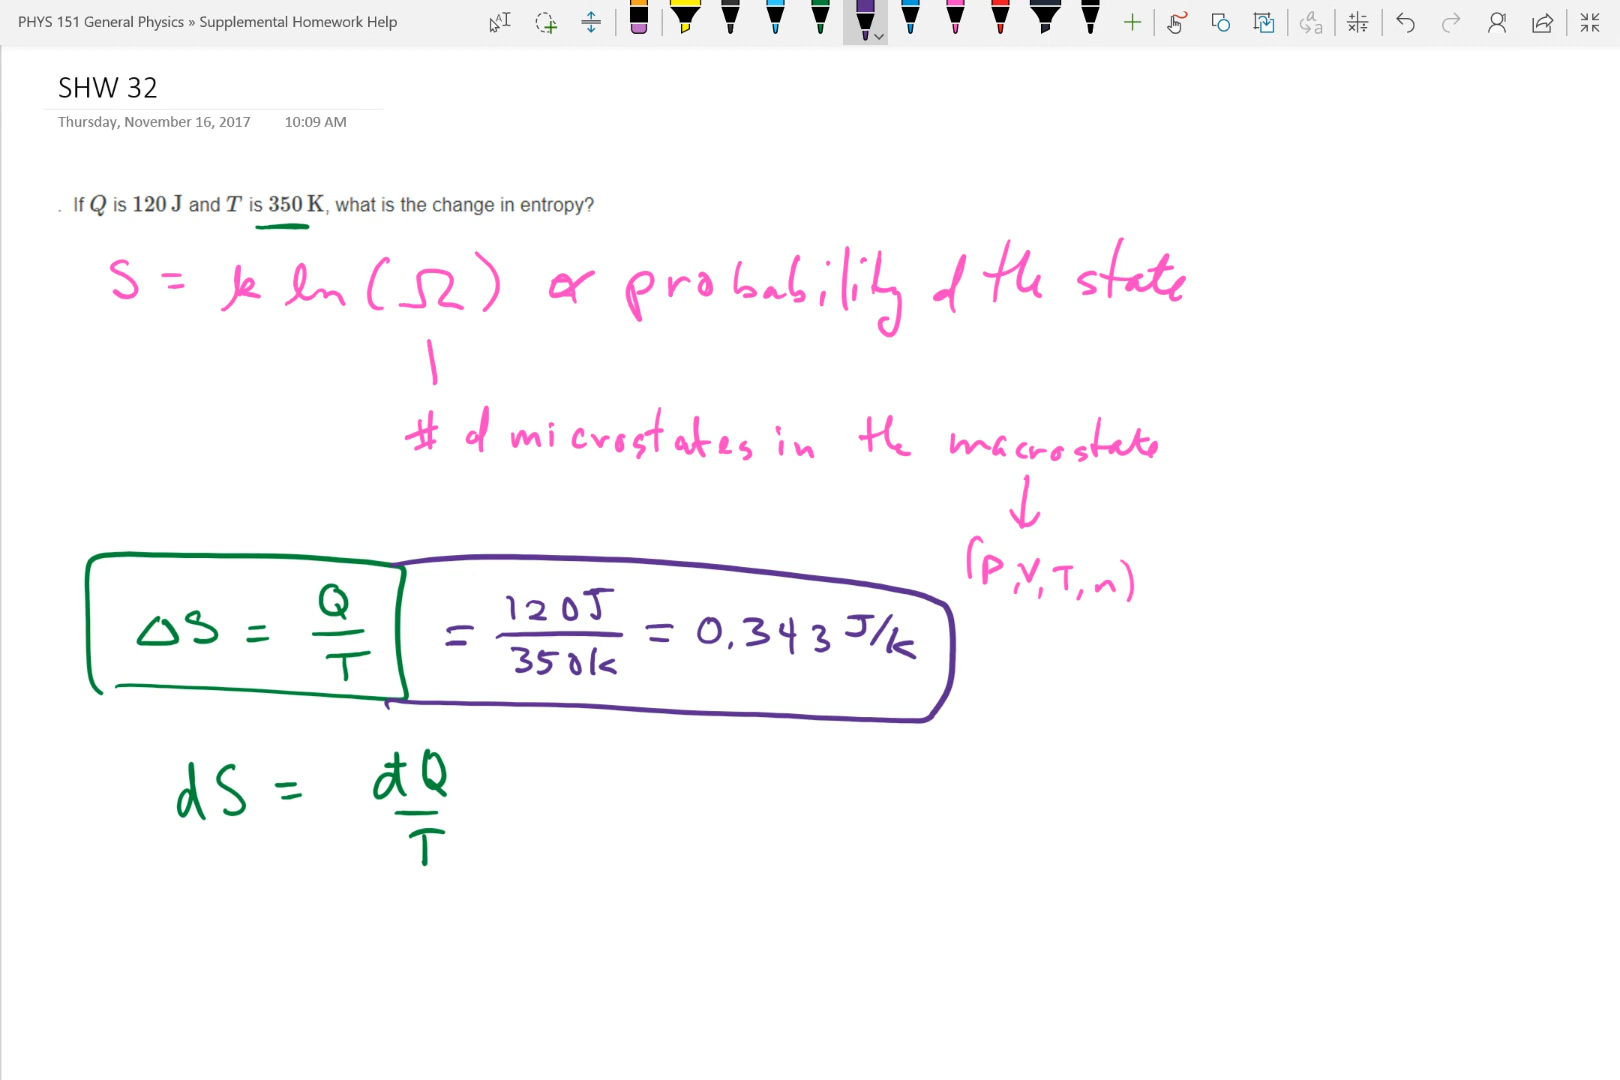 PHYS 151 General Physics » Supplemental Homework Help
SHW 32
Thursday, November 16, 2017 10:09 AM
. If Q is 120 J and T is 350 K, what is the change in entropy?
S = k ln(Ω) α probability of the state
# of microstates in the macrostate
(P, V, T, n)
ΔS = Q/T = 120J/350k = 0.343 J/k
dS = dQ/T